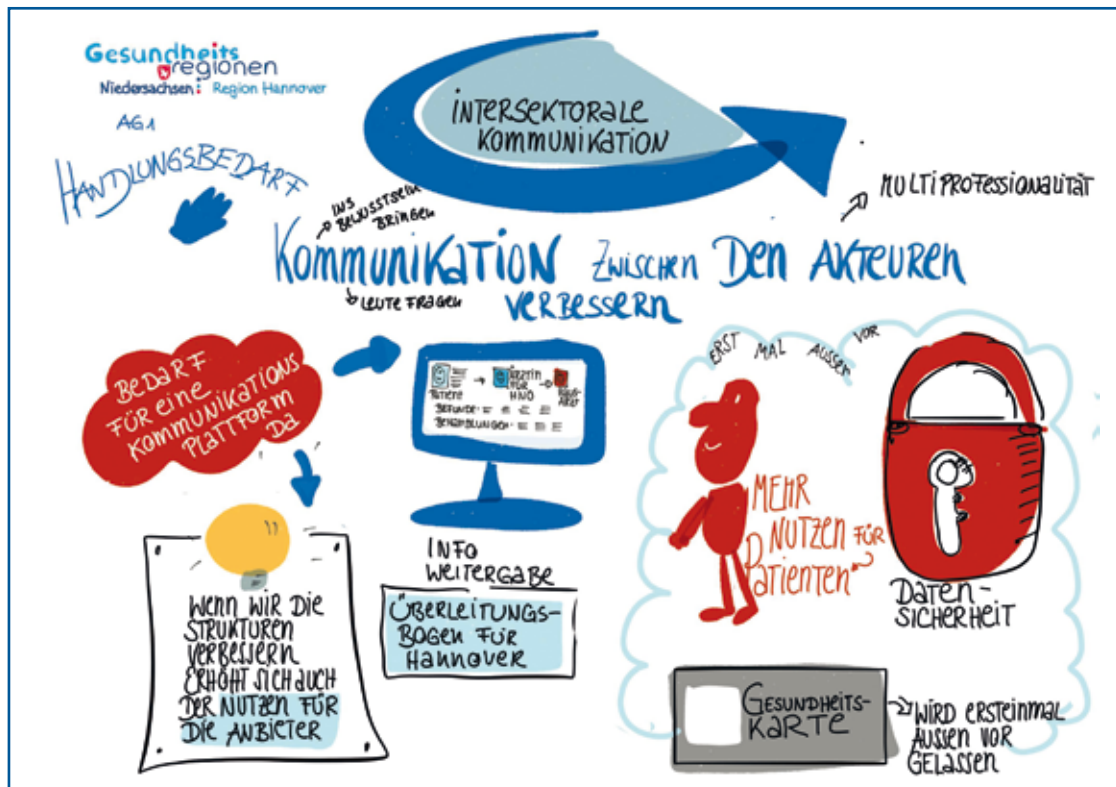 Gesundheits
regionen
Niedersachsen Region Hannover
AG1
HANDLUNGSBEDARF
INTERSEKTORALE
KOMMUNIKATION
MULTIPROFESSIONALITÄT
INS
BEWUSSTSEIN
BRINGEN
KOMMUNIKATION ZWISCHEN DEN AKTEUREN
VERBESSERN
LEUTE FRAGEN
BEDARF
FÜR EINE
KOMMUNIKATIONS
PLATTFORM
DA
ÄRZTIN
FÜR
HNO
BEFUNDE:
BEHANDLUNGEN:
INFO
WEITERGABE
ÜBERLEITUNGS-
BOGEN FÜR
HANNOVER
WENN WIR DIE
STRUKTUREN
VERBESSERN
ERHÖHT SICH AUCH
DER NUTZEN FÜR
DIE ANBIETER
ERST MAL AUSSEN VOR
MEHR
NUTZEN FÜR
PATIENTEN
DATEN-
SICHERHEIT
GESUNDHEITS-
KARTE
WIRD ERSTEINMAL
AUSSEN VOR
GELASSEN